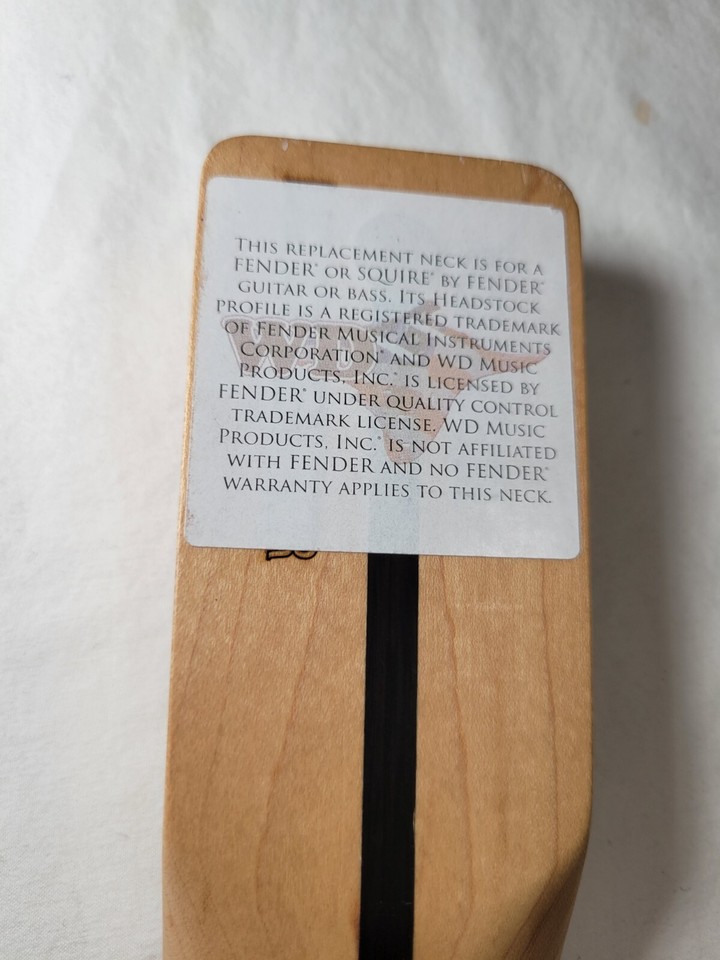 THIS REPLACEMENT NECK IS FOR A
FENDER® OR SQUIRE® BY FENDER®
GUITAR OR BASS. ITS HEADSTOCK
PROFILE IS A REGISTERED TRADEMARK
OF FENDER MUSICAL INSTRUMENTS
CORPORATION® AND WD MUSIC
PRODUCTS, INC.® IS LICENSED BY
FENDER® UNDER QUALITY CONTROL
TRADEMARK LICENSE. WD MUSIC
PRODUCTS, INC.® IS NOT AFFILIATED
WITH FENDER AND NO FENDER®
WARRANTY APPLIES TO THIS NECK.